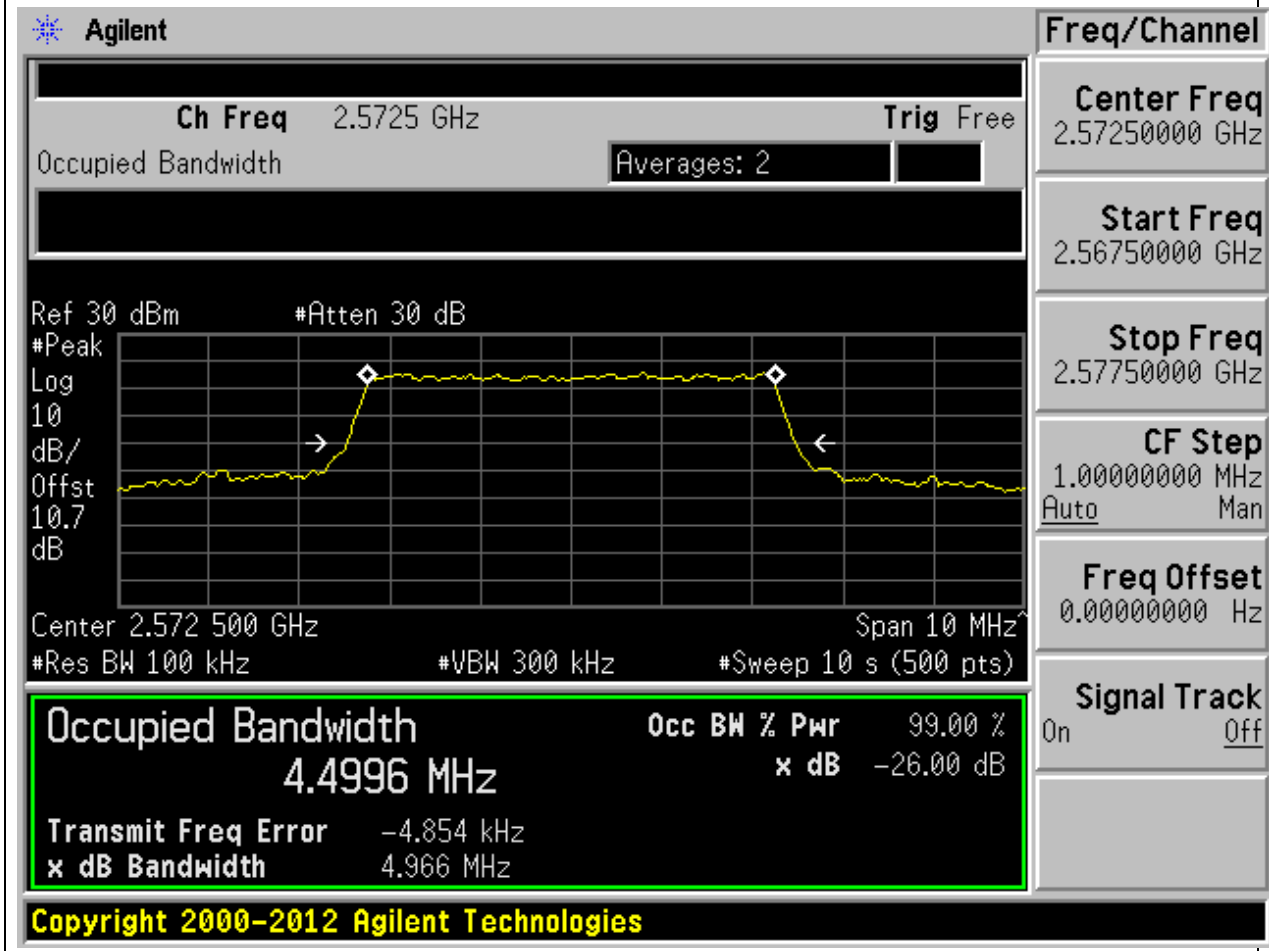 Agilent
Freq/Channel
Ch Freq 2.5725 GHz Trig Free
Occupied Bandwidth Averages: 2
Center Freq
2.57250000 GHz
Start Freq
2.56750000 GHz
Stop Freq
2.57750000 GHz
CF Step
1.00000000 MHz
Auto Man
Freq Offset
0.00000000 Hz
Signal Track
On Off
Ref 30 dBm #Atten 30 dB
#Peak
Log
10
dB/
Offst
10.7
dB
Center 2.572 500 GHz Span 10 MHz^
#Res BW 100 kHz #VBW 300 kHz #Sweep 10 s (500 pts)
Occupied Bandwidth Occ BW % Pwr 99.00 %
4.4996 MHz x dB -26.00 dB
Transmit Freq Error -4.854 kHz
x dB Bandwidth 4.966 MHz
Copyright 2000-2012 Agilent Technologies